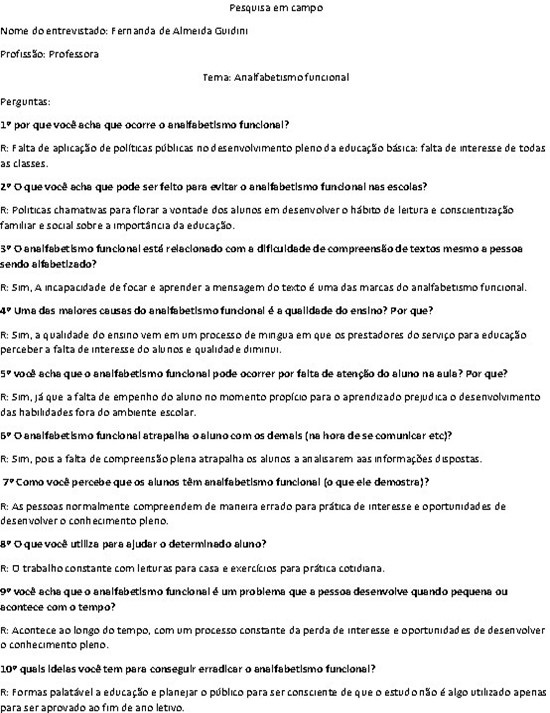 Pesquisa em campo
Nome do entrevistado: Fernanda de Almeida Guidini
Profissão: Professora
Tema: Analfabetismo funcional
Perguntas:
1º por que você acha que ocorre o analfabetismo funcional?
R: Falta de aplicação de políticas públicas no desenvolvimento pleno da educação básica: falta de interesse de todas
as classes.
2º O que você acha que pode ser feito para evitar o analfabetismo funcional nas escolas?
R: Politicas chamativas para florar a vontade dos alunos em desenvolver o hábito de leitura e conscientização
familiar e social sobre a importância da educação.
3º O analfabetismo funcional está relacionado com a dificuldade de compreensão de textos mesmo a pessoa
sendo alfabetizado?
R: Sim, A incapacidade de focar e aprender a mensagem do texto é uma das marcas do analfabetismo funcional.
4º Uma das maiores causas do analfabetismo funcional é a qualidade do ensino? Por que?
R: Sim, a qualidade do ensino vem em um processo de mingua em que os prestadores do serviço para educação
perceber a falta de interesse do alunos e qualidade diminui.
5º você acha que o analfabetismo funcional pode ocorrer por falta de atenção do aluno na aula? Por que?
R: Sim, já que a falta de empenho do aluno no momento propício para o aprendizado prejudica o desenvolvimento
das habilidades fora do ambiente escolar.
6º O analfabetismo funcional atrapalha o aluno com os demais (na hora de se comunicar etc)?
R: Sim, pois a falta de compreensão plena atrapalha os alunos a analisarem aas informações dispostas.
7º Como você percebe que os alunos têm analfabetismo funcional (o que ele demostra)?
R: As pessoas normalmente compreendem de maneira errado para prática de interesse e oportunidades de
desenvolver o conhecimento pleno.
8º O que você utiliza para ajudar o determinado aluno?
R: O trabalho constante com leituras para casa e exercícios para prática cotidiana.
9º você acha que o analfabetismo funcional é um problema que a pessoa desenvolve quando pequena ou
acontece com o tempo?
R: Acontece ao longo do tempo, com um processo constante da perda de interesse e oportunidades de desenvolver
o conhecimento pleno.
10º quais ideias você tem para conseguir erradicar o analfabetismo funcional?
R: Formas palatável a educação e planejar o público para ser consciente de que o estudo não é algo utilizado apenas
para ser aprovado ao fim de ano letivo.